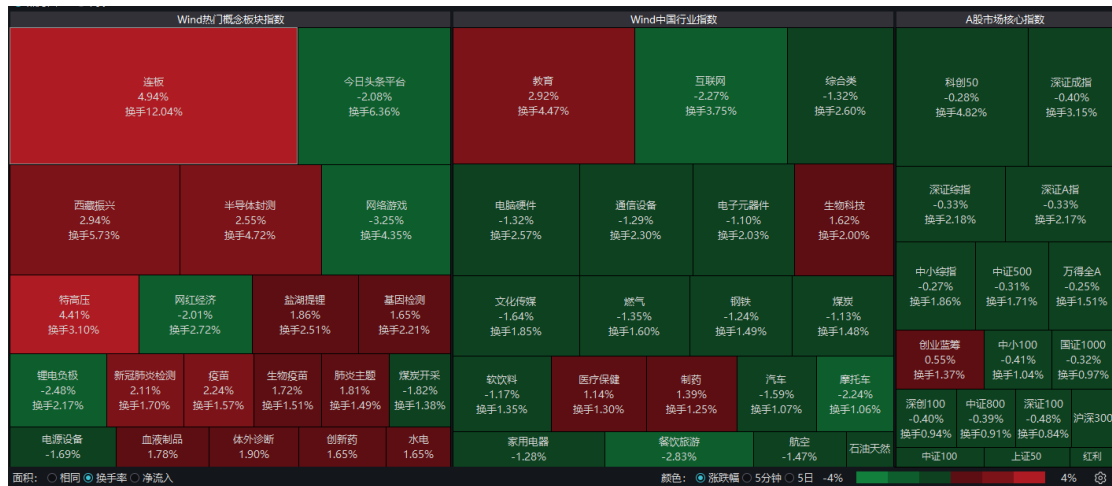 Wind热门概念板块指数
连板
4.94%
换手12.04%
今日头条平台
-2.08%
换手6.36%
西藏振兴
2.94%
换手5.73%
半导体封测
2.55%
换手4.72%
网络游戏
-3.25%
换手4.35%
特高压
4.41%
换手3.10%
网红经济
-2.01%
换手2.72%
盐湖提锂
1.86%
换手2.51%
基因检测
1.65%
换手2.21%
锂电负极
-2.48%
换手2.17%
新冠肺炎检测
2.11%
换手1.70%
疫苗
2.24%
换手1.57%
生物疫苗
1.72%
换手1.51%
肺炎主题
1.81%
换手1.49%
煤炭开采
-1.82%
换手1.38%
电源设备
-1.69%
血液制品
1.78%
体外诊断
1.90%
创新药
1.65%
水电
1.65%
Wind中国行业指数
教育
2.92%
换手4.47%
互联网
-2.27%
换手3.75%
综合类
-1.32%
换手2.60%
电脑硬件
-1.32%
换手2.57%
通信设备
-1.29%
换手2.30%
电子元器件
-1.10%
换手2.03%
生物科技
1.62%
换手2.00%
文化传媒
-1.64%
换手1.85%
燃气
-1.35%
换手1.60%
钢铁
-1.24%
换手1.49%
煤炭
-1.13%
换手1.48%
软饮料
-1.17%
换手1.35%
医疗保健
1.14%
换手1.30%
制药
1.39%
换手1.25%
汽车
-1.59%
换手1.07%
摩托车
-2.24%
换手1.06%
家用电器
-1.28%
餐饮旅游
-2.83%
航空
-1.47%
石油天然
A股市场核心指数
科创50
-0.28%
换手4.82%
深证成指
-0.40%
换手3.15%
深证综指
-0.33%
换手2.18%
深证A指
-0.33%
换手2.17%
中小综指
-0.27%
换手1.86%
中证500
-0.31%
换手1.71%
万得全A
-0.25%
换手1.51%
创业蓝筹
0.55%
换手1.37%
中小100
-0.41%
换手1.04%
国证1000
-0.32%
换手0.97%
深创100
-0.40%
换手0.94%
中证800
-0.39%
换手0.91%
深证100
-0.48%
换手0.84%
沪深300
中证100
上证50
红利
面积： 相同 换手率 净流入
颜色： 涨跌幅 5分钟 5日 -4% 4%